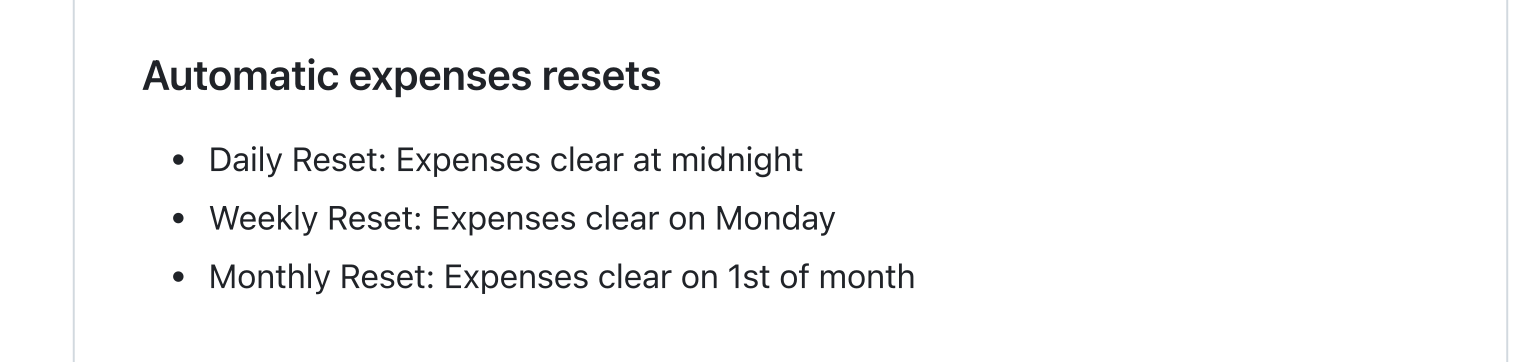 Automatic expenses resets
• Daily Reset: Expenses clear at midnight
• Weekly Reset: Expenses clear on Monday
• Monthly Reset: Expenses clear on 1st of month